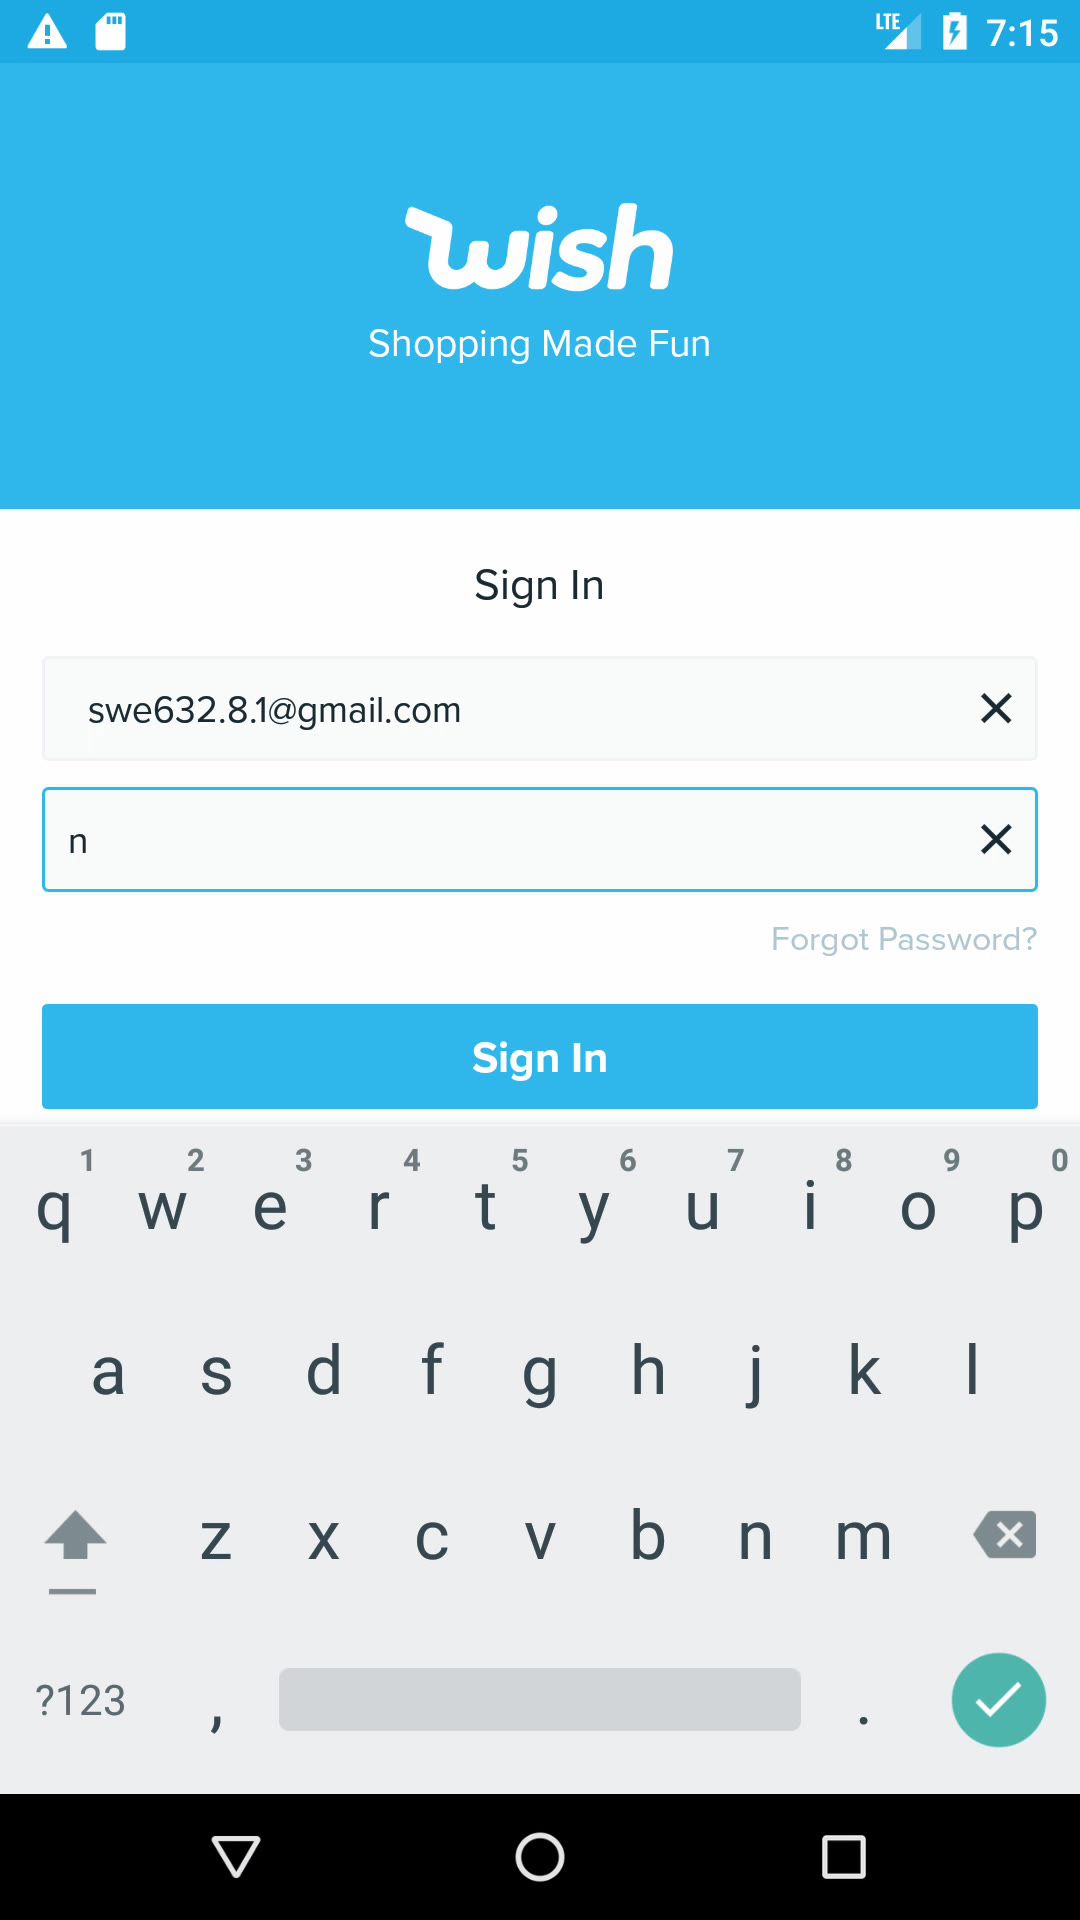 LTE 7:15
wish
Shopping Made Fun
Sign In
swe632.8.1@gmail.com
n
Forgot Password?
Sign In
1 2 3 4 5 6 7 8 9 0
q w e r t y u i o p
a s d f g h j k l
z x c v b n m
?123 , .